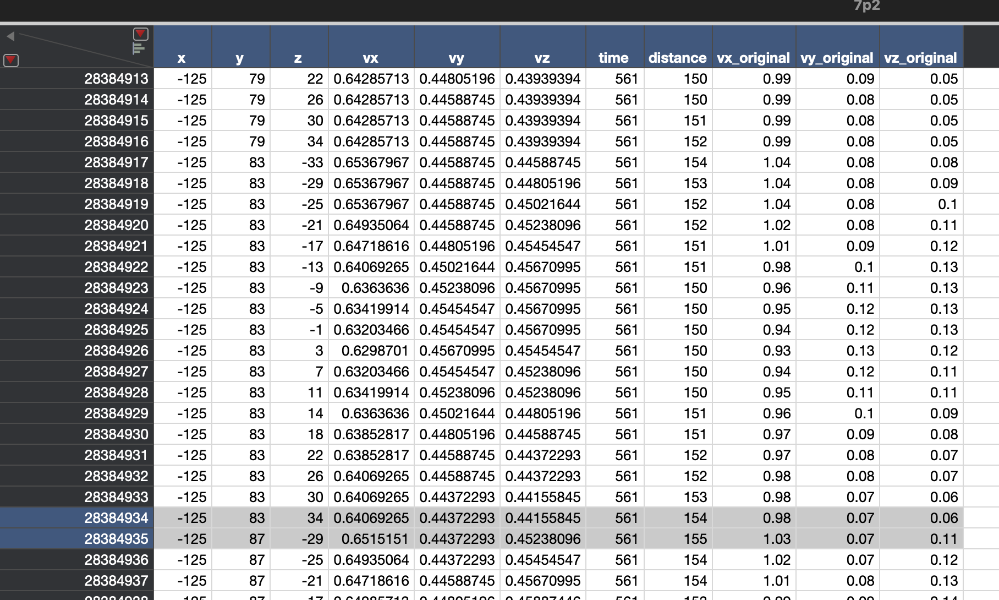 7p2
x y z vx vy vz time distance vx_original vy_original vz_original
28384913 -125 79 22 0.64285713 0.44805196 0.43939394 561 150 0.99 0.09 0.05
28384914 -125 79 26 0.64285713 0.44588745 0.43939394 561 150 0.99 0.08 0.05
28384915 -125 79 30 0.64285713 0.44588745 0.43939394 561 151 0.99 0.08 0.05
28384916 -125 79 34 0.64285713 0.44588745 0.43939394 561 152 0.99 0.08 0.05
28384917 -125 83 -33 0.65367967 0.44588745 0.44588745 561 154 1.04 0.08 0.08
28384918 -125 83 -29 0.65367967 0.44588745 0.44805196 561 153 1.04 0.08 0.09
28384919 -125 83 -25 0.65367967 0.44588745 0.45021644 561 152 1.04 0.08 0.1
28384920 -125 83 -21 0.64935064 0.44588745 0.45238096 561 152 1.02 0.08 0.11
28384921 -125 83 -17 0.64718616 0.44805196 0.45454547 561 151 1.01 0.09 0.12
28384922 -125 83 -13 0.64069265 0.45021644 0.45670995 561 151 0.98 0.1 0.13
28384923 -125 83 -9 0.6363636 0.45238096 0.45670995 561 150 0.96 0.11 0.13
28384924 -125 83 -5 0.63419914 0.45454547 0.45670995 561 150 0.95 0.12 0.13
28384925 -125 83 -1 0.63203466 0.45454547 0.45670995 561 150 0.94 0.12 0.13
28384926 -125 83 3 0.6298701 0.45670995 0.45454547 561 150 0.93 0.13 0.12
28384927 -125 83 7 0.63203466 0.45454547 0.45238096 561 150 0.94 0.12 0.11
28384928 -125 83 11 0.63419914 0.45238096 0.45238096 561 150 0.95 0.11 0.11
28384929 -125 83 14 0.6363636 0.45021644 0.44805196 561 151 0.96 0.1 0.09
28384930 -125 83 18 0.63852817 0.44805196 0.44588745 561 151 0.97 0.09 0.08
28384931 -125 83 22 0.63852817 0.44588745 0.44372293 561 152 0.97 0.08 0.07
28384932 -125 83 26 0.64069265 0.44588745 0.44372293 561 152 0.98 0.08 0.07
28384933 -125 83 30 0.64069265 0.44372293 0.44155845 561 153 0.98 0.07 0.06
28384934 -125 83 34 0.64069265 0.44372293 0.44155845 561 154 0.98 0.07 0.06
28384935 -125 87 -29 0.6515151 0.44372293 0.45238096 561 155 1.03 0.07 0.11
28384936 -125 87 -25 0.64935064 0.44372293 0.45454547 561 154 1.02 0.07 0.12
28384937 -125 87 -21 0.64718616 0.44588745 0.45670995 561 154 1.01 0.08 0.13